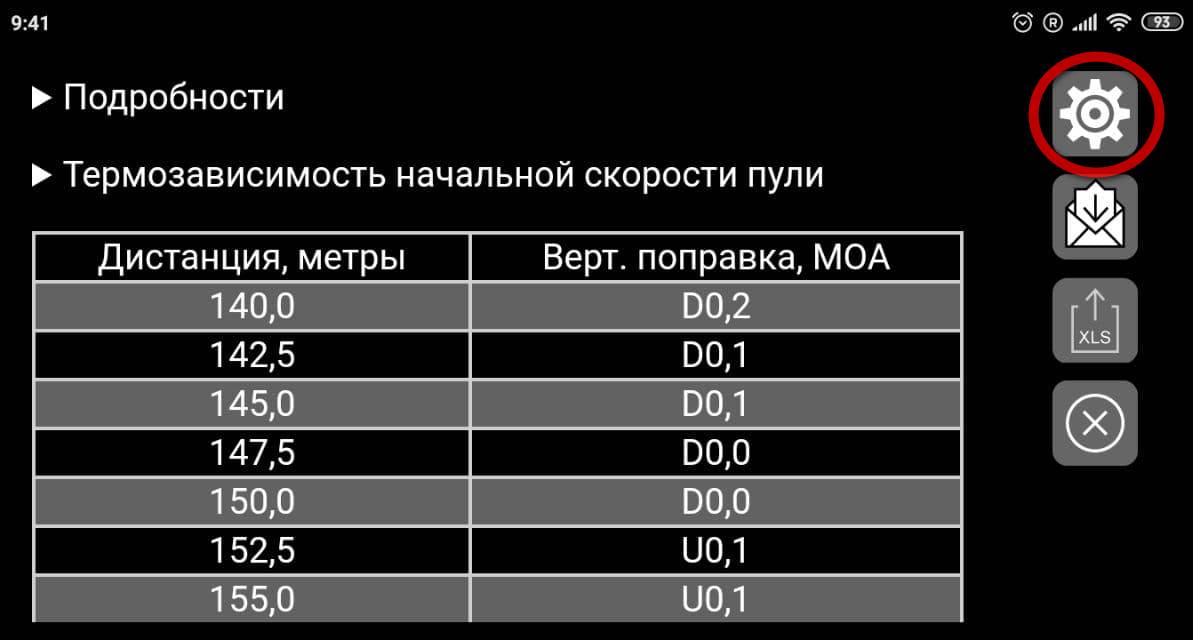 9:41
R
93
Подробности
Термозависимость начальной скорости пули
Дистанция, метры Верт. поправка, МОА
140,0 D0,2
142,5 D0,1
145,0 D0,1
147,5 D0,0
150,0 D0,0
152,5 U0,1
155,0 U0,1
XLS